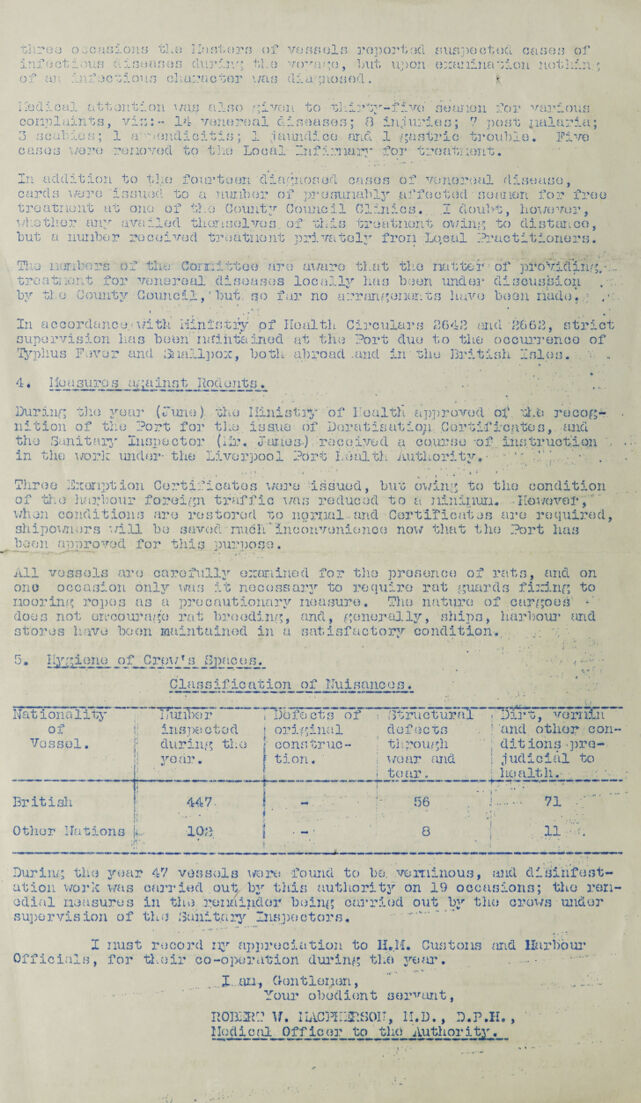 three occasions the Masters of vessels reported suspected cases of
infectious diseases during the voyage, but upon examination nothing
of an infectious character was diagnosed.
Medical attention was also given to thirty-five seamen for various
complaints, viz:- 14 venereal diseases; 8 injuries; 7 post malaria;
3 scabies; 1 appendicitis; 1 jaundice and 1 gastric trouble. Five
cases were removed to the Local Infirmary for treatment.
In addition to the fourteen diagnosed cases of venereal disease,
cards were issued to a number of presumably affected seamen for free
treatment at one of the County Council Clinics. I doubt, however,
whether any availed themselves of this treatment owing to distance,
but a number received treatment privately from Local Practitioners.
The members of the Committee are aware that the matter of providing
treatment for venereal diseases locally has been under discussion
by the County Council, but so far no arrangements have been made.
In accordance with Ministry of Health Circulars 2642 and 2662, strict
supervision has been maintained at the Port due to the occurrence of
Typhus Fever and Smallpox, both abroad and in the British Isles.
4. Measures against Rodents.
During the year (June) the Ministry of Health approved of the recog-
nition of the Port for the issue of Deratisation Certificates, and
the Sanitary Inspector (Mr. James) received a course of instruction
in the work under the Liverpool Port Health Authority.
Three Exemption Certificates were issued, but owing to the condition
of the harbour foreign traffic was reduced to a minimum. However,
when conditions are restored to normal and Certificates are required,
shipowners will be saved much inconvenience now that the Port has
been approved for this purpose.
All vessels are carefully examined for the presence of rats, and on
one occasion only was it necessary to require rat guards fixing to
mooring ropes as a precautionary measure. The nature of cargoes
does not encourage rat breeding, and, generally, ships, harbour and
stores have been maintained in a satisfactory condition.
5. Hygiene of Crew's Spaces.
Classification of Nuisances.
Nationality of Vessel. Number inspected during the year. Defects of original construc- tion. Structural defects through wear and tear. Dirt, vermin and other con- ditions pre- judicial to health.
British 447 - 56 71
Other Nations 102 - 8 11
During the year 47 vessels were found to be verminous, and disinfest-
ation work was carried out by this authority on 19 occasions; the rem-
edial measures in the remainder being carried out by the crews under
supervision of the Sanitary Inspectors.
I must record my appreciation to H.M. Customs and Harbour
Officials, for their co-operation during the year.
I am, Gentlemen,
Your obedient servant,
ROBERT W. MACPHERSON, M.D., D.P.H.,
Medical Officer to the Authority.